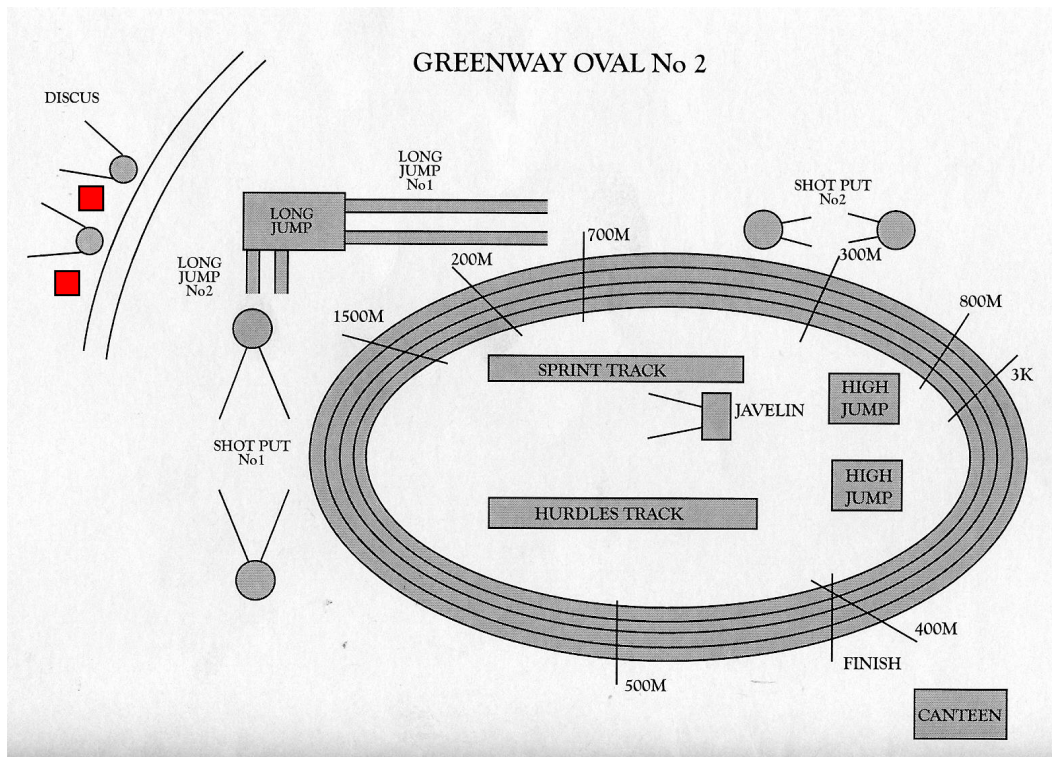 GREENWAY OVAL No 2
DISCUS
LONG
JUMP
No1
SHOT PUT
No2
LONG
JUMP
LONG
JUMP
No2
700M
200M
300M
800M
1500M
3K
SPRINT TRACK
HIGH
JUMP
JAVELIN
SHOT PUT
No1
HIGH
JUMP
HURDLES TRACK
400M
FINISH
500M
CANTEEN